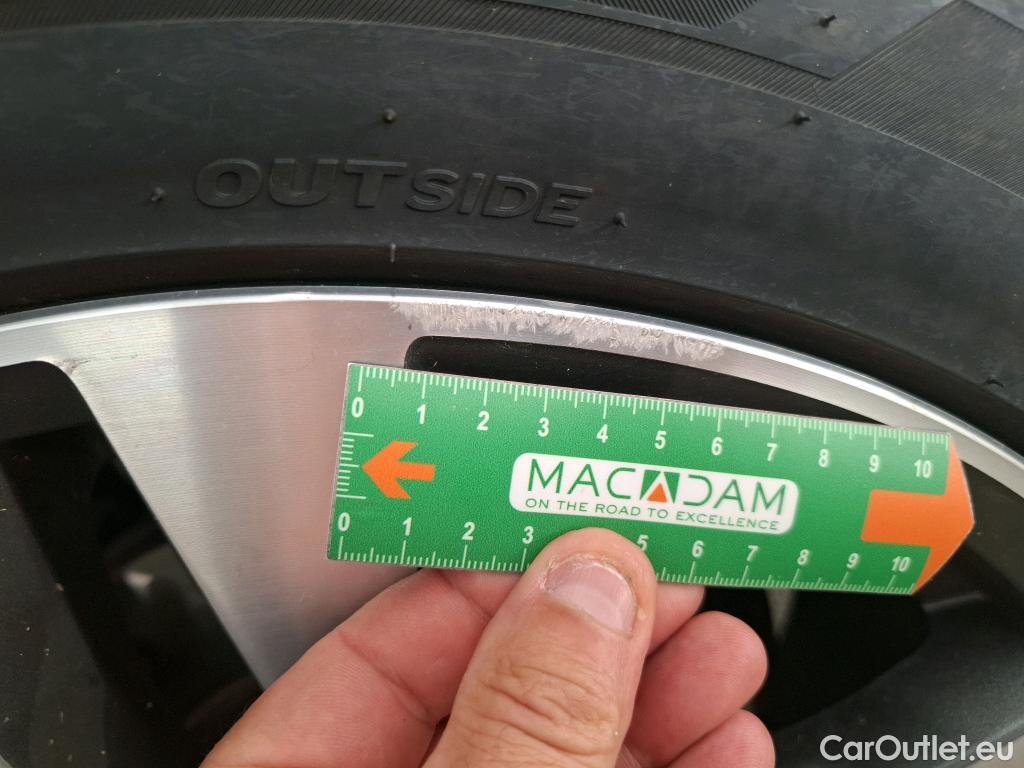 OUTSIDE
0 1 2 3 4 5 6 7 8 9 10
MACADAM
ON THE ROAD TO EXCELLENCE
0 1 2 3 5 6 7 8 9 10
CarOutlet.eu